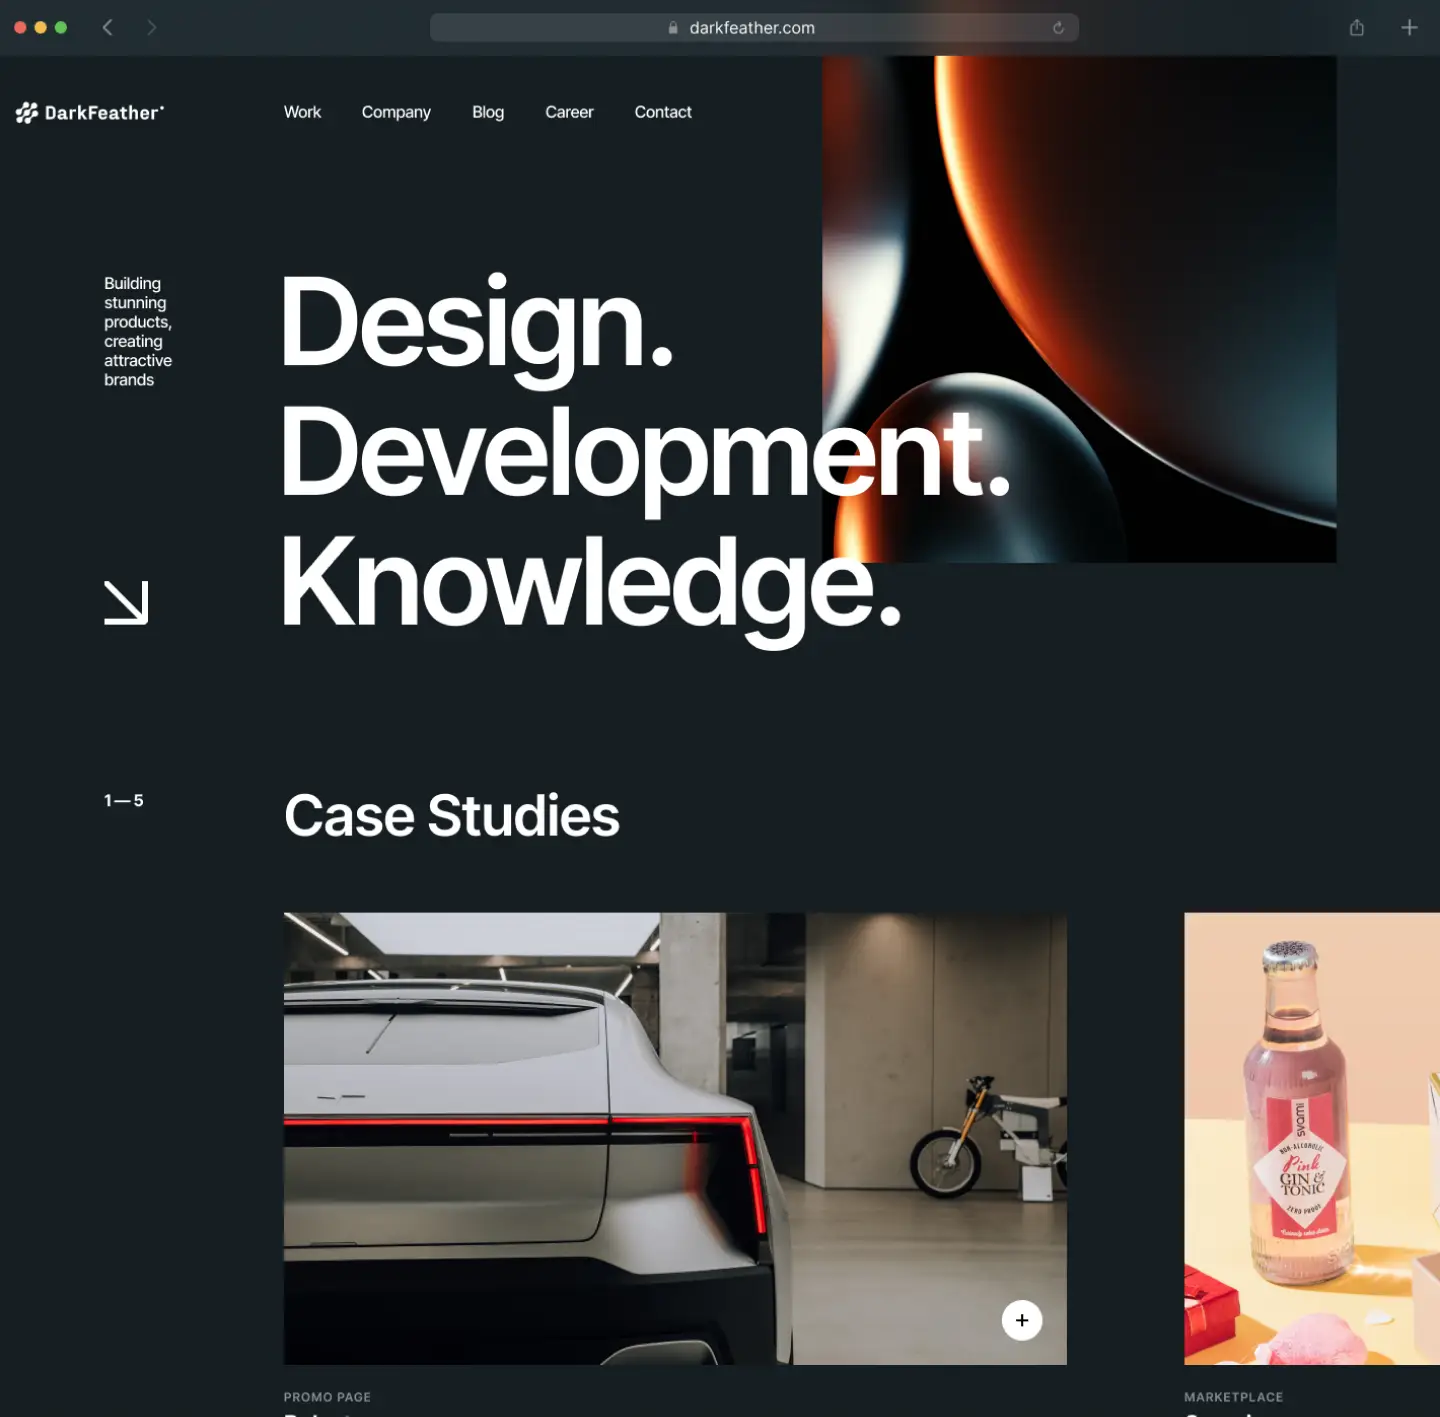 darkfeather.com
DarkFeather
Work
Company
Blog
Career
Contact
Building
stunning
products,
creating
attractive
brands
Design.
Development.
Knowledge.
1—5
Case Studies
svami
NON-ALCOHOLIC
Pink
GIN &
TONIC
ZERO PROOF
PROMO PAGE
MARKETPLACE